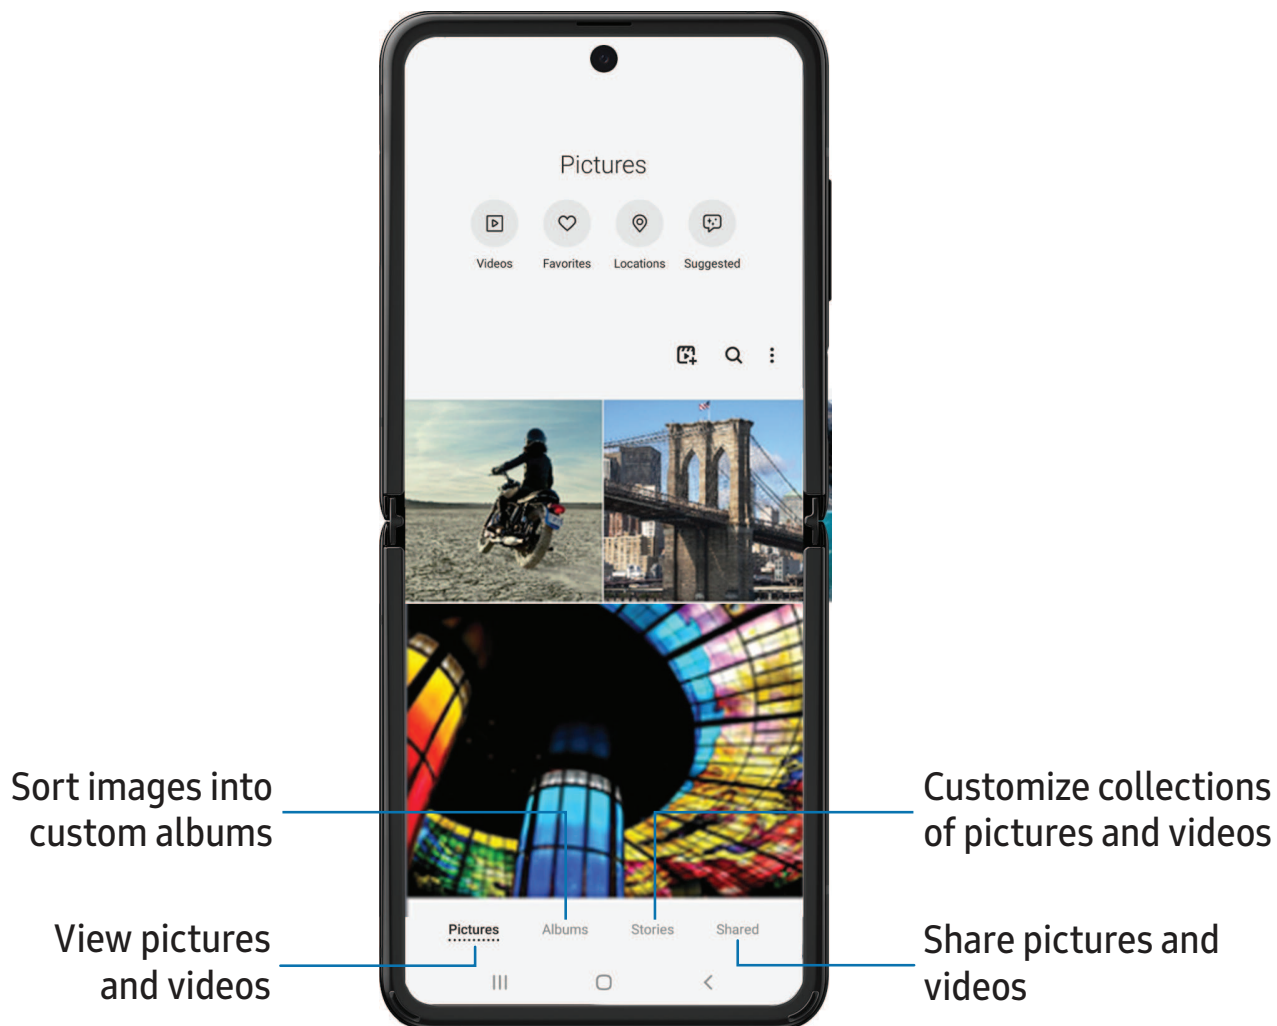 Pictures
Videos Favorites Locations Suggested
Sort images into
custom albums
Customize collections
of pictures and videos
Pictures Albums Stories Shared
View pictures
and videos
Share pictures and
videos